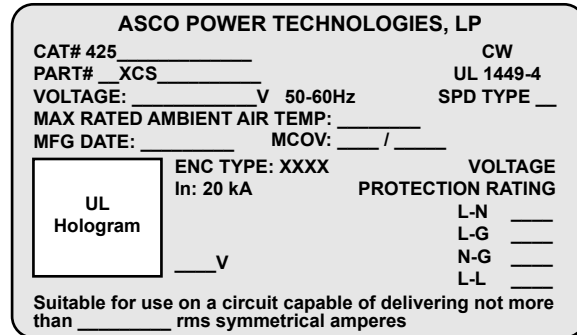 ASCO POWER TECHNOLOGIES, LP
CAT# 425_____________ CW
PART# __XCS__________ UL 1449-4
VOLTAGE: ____________V 50-60Hz SPD TYPE __
MAX RATED AMBIENT AIR TEMP: ________
MFG DATE: _________ MCOV: ____ / _____
ENC TYPE: XXXX VOLTAGE
In: 20 kA PROTECTION RATING
UL
Hologram
L-N ____
L-G ____
____V N-G ____
L-L ____
Suitable for use on a circuit capable of delivering not more
than _________ rms symmetrical amperes